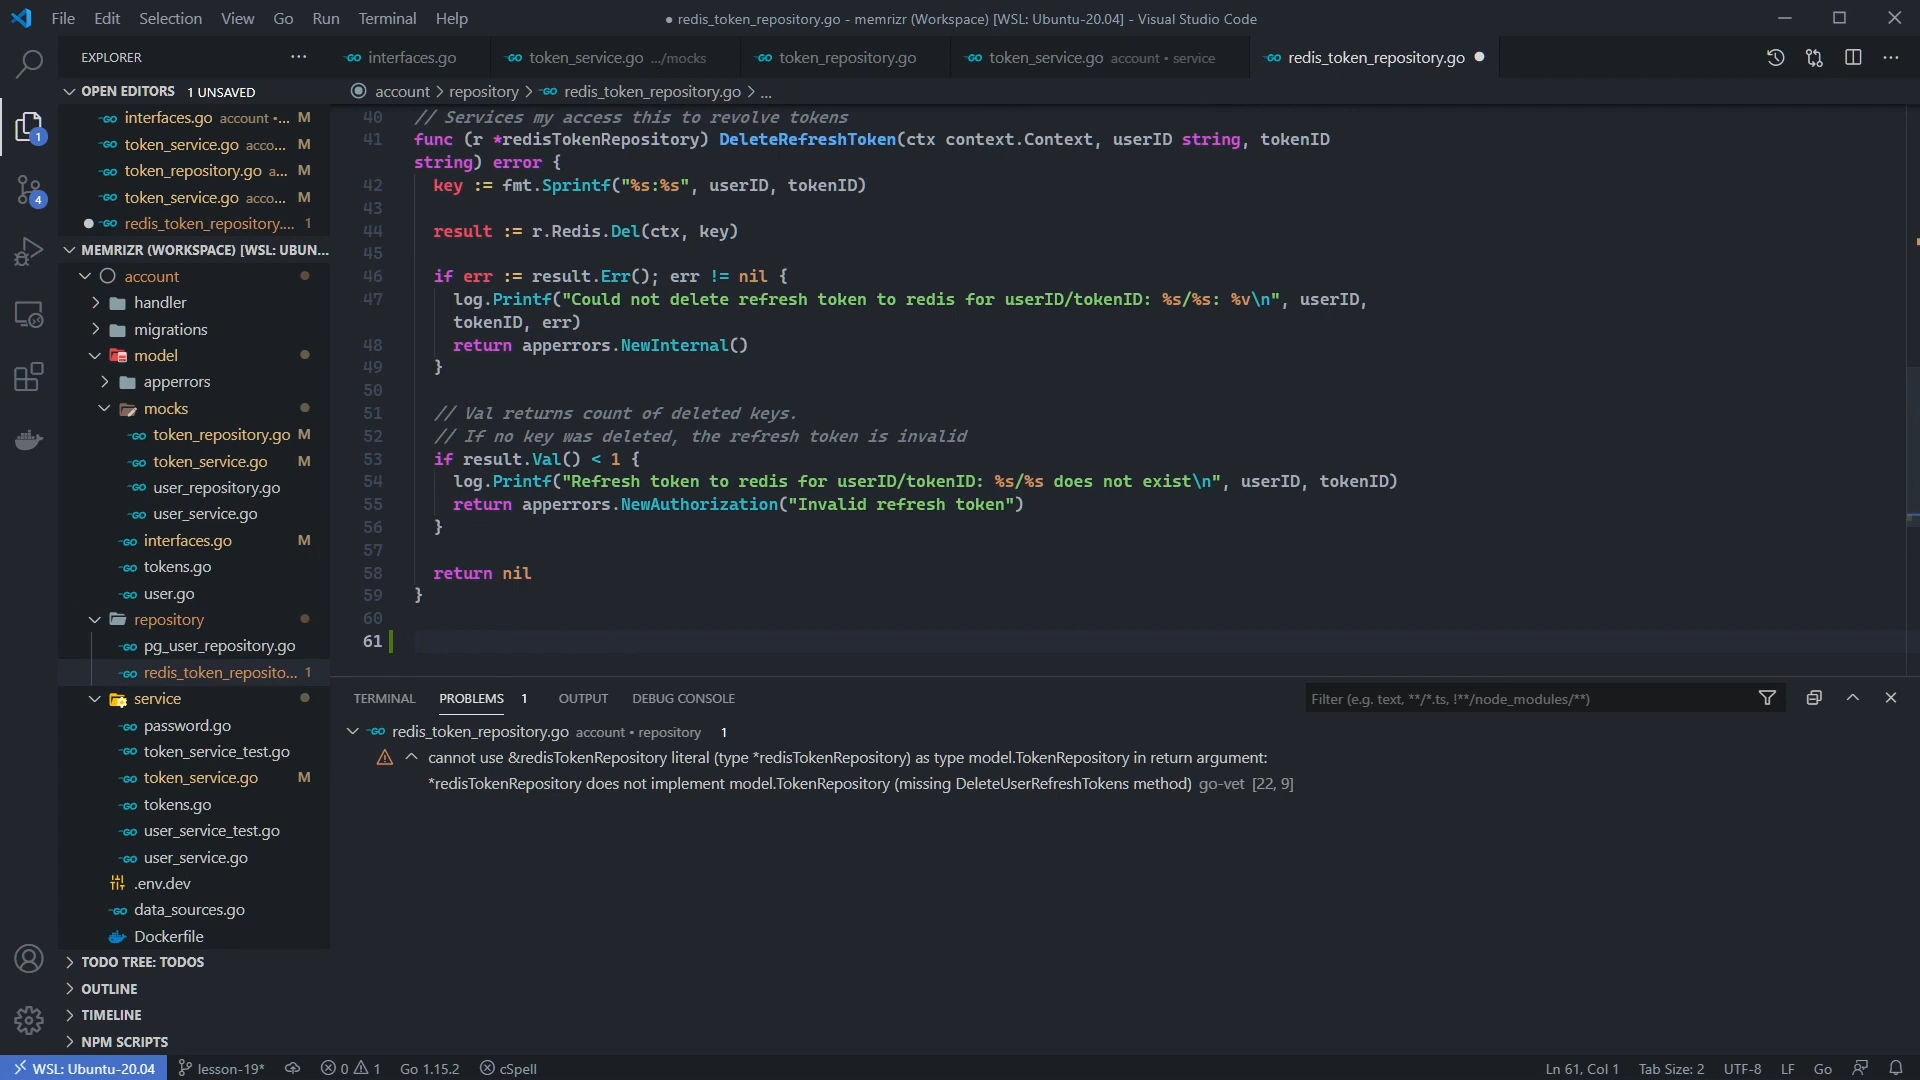 File Edit Selection View Go Run Terminal Help
● redis_token_repository.go - memrizr (Workspace) [WSL: Ubuntu-20.04] - Visual Studio Code
EXPLORER
interfaces.go
token_service.go .../mocks
token_repository.go
token_service.go account • service
redis_token_repository.go
OPEN EDITORS 1 UNSAVED
interfaces.go account •... M
token_service.go acco... M
token_repository.go a... M
token_service.go acco... M
redis_token_repository.... 1
MEMRIZR (WORKSPACE) [WSL: UBUN...
account
handler
migrations
model
apperrors
mocks
token_repository.go M
token_service.go M
user_repository.go
user_service.go
interfaces.go M
tokens.go
user.go
repository
pg_user_repository.go
redis_token_reposito... 1
service
password.go
token_service_test.go
token_service.go M
tokens.go
user_service_test.go
user_service.go
.env.dev
data_sources.go
Dockerfile
TODO TREE: TODOS
OUTLINE
TIMELINE
NPM SCRIPTS
1
4
account > repository > redis_token_repository.go > ...
40 // Services my access this to revolve tokens
41 func (r *redisTokenRepository) DeleteRefreshToken(ctx context.Context, userID string, tokenID
string) error {
42 key := fmt.Sprintf("%s:%s", userID, tokenID)
43
44 result := r.Redis.Del(ctx, key)
45
46 if err := result.Err(); err != nil {
47 log.Printf("Could not delete refresh token to redis for userID/tokenID: %s/%s: %v\n", userID,
tokenID, err)
48 return apperrors.NewInternal()
49 }
50
51 // Val returns count of deleted keys.
52 // If no key was deleted, the refresh token is invalid
53 if result.Val() < 1 {
54 log.Printf("Refresh token to redis for userID/tokenID: %s/%s does not exist\n", userID, tokenID)
55 return apperrors.NewAuthorization("Invalid refresh token")
56 }
57
58 return nil
59 }
60
61
TERMINAL PROBLEMS 1 OUTPUT DEBUG CONSOLE
Filter (e.g. text, **/*.ts, !**/node_modules/**)
redis_token_repository.go account • repository 1
cannot use &redisTokenRepository literal (type *redisTokenRepository) as type model.TokenRepository in return argument:
*redisTokenRepository does not implement model.TokenRepository (missing DeleteUserRefreshTokens method) go-vet [22, 9]
WSL: Ubuntu-20.04 lesson-19* 0 1 Go 1.15.2 cSpell
Ln 61, Col 1 Tab Size: 2 UTF-8 LF Go